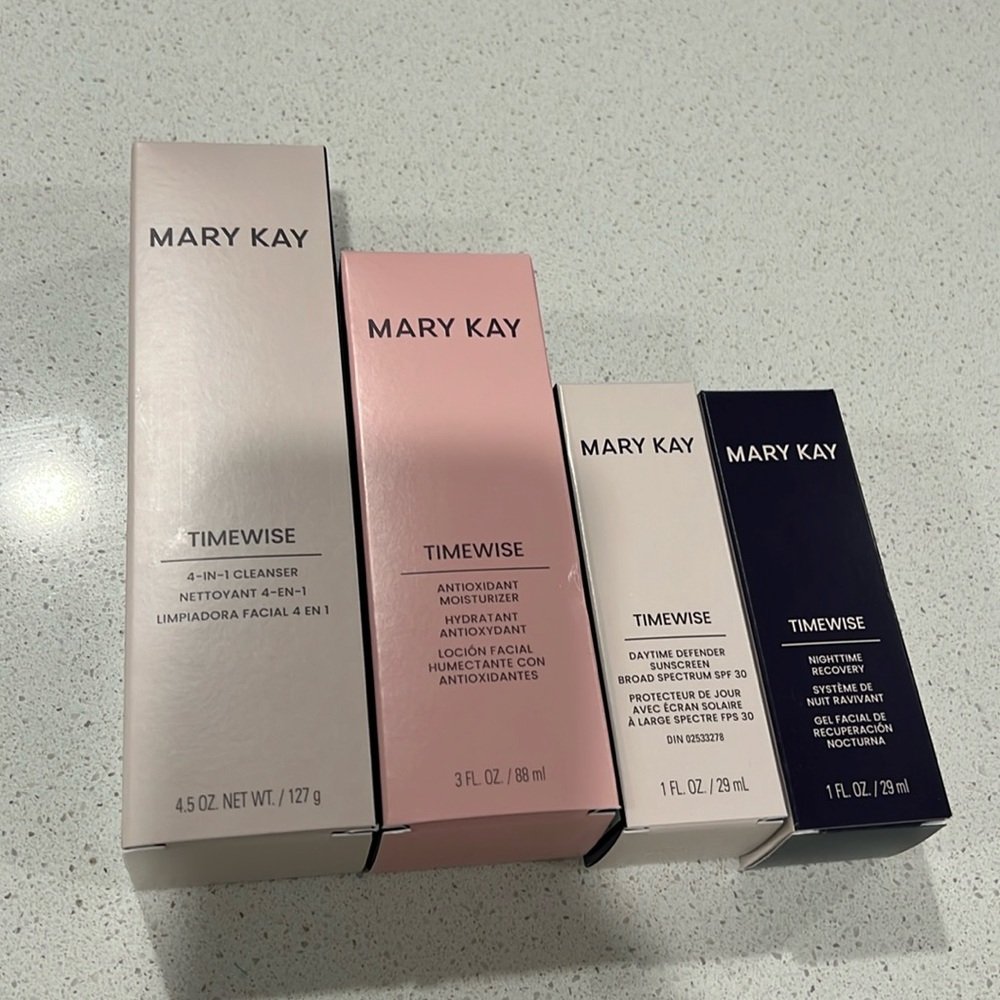 MARY KAY
TIMEWISE
4-IN-1 CLEANSER
NETTOYANT 4-EN-1
LIMPIADORA FACIAL 4 EN 1
4.5 OZ. NET WT. / 127 g
MARY KAY
TIMEWISE
ANTIOXIDANT
MOISTURIZER
HYDRATANT
ANTIOXYDANT
LOCIÓN FACIAL
HUMECTANTE CON
ANTIOXIDANTES
3 FL. OZ. / 88 ml
MARY KAY
TIMEWISE
DAYTIME DEFENDER
SUNSCREEN
BROAD SPECTRUM SPF 30
PROTECTEUR DE JOUR
AVEC ÉCRAN SOLAIRE
À LARGE SPECTRE FPS 30
DIN 02533278
1 FL. OZ. / 29 mL
MARY KAY
TIMEWISE
NIGHTTIME
RECOVERY
SYSTÈME DE
NUIT RAVIVANT
GEL FACIAL DE
RECUPERACIÓN
NOCTURNA
1 FL. OZ. / 29 ml